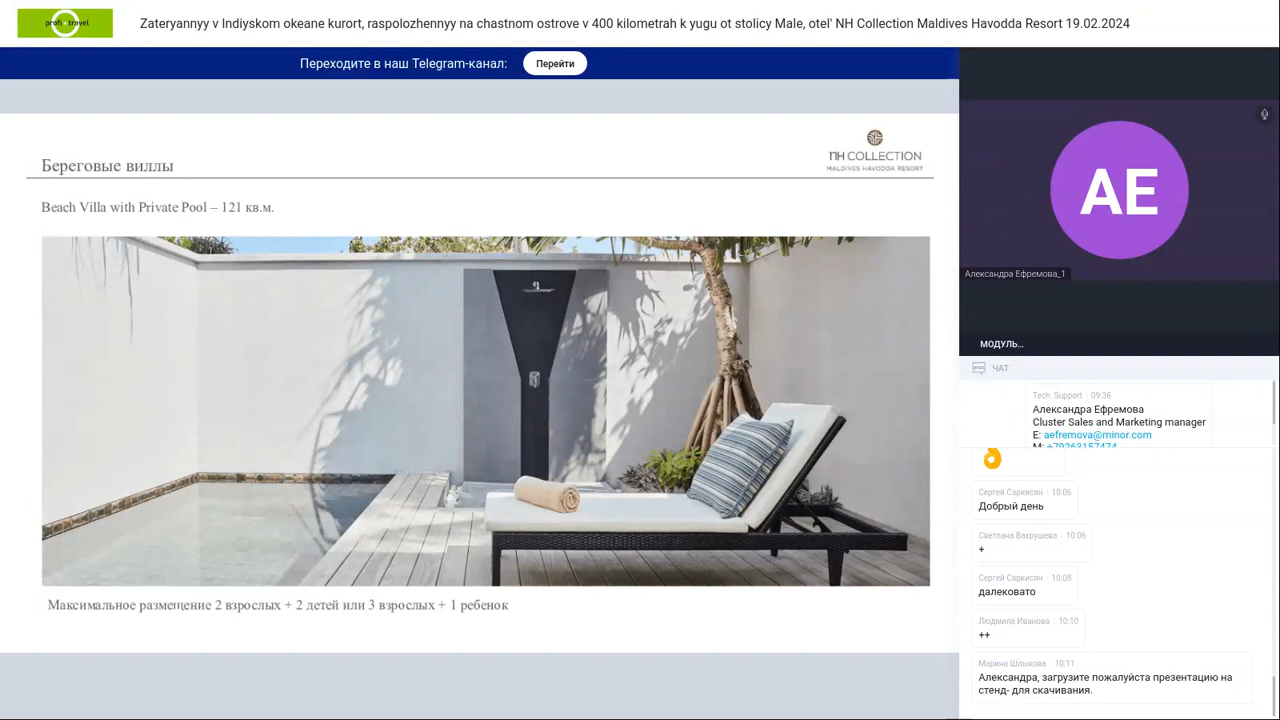 profi travel
Zateryannyy v Indiyskom okeane kurort, raspolozhennyy na ostrovnom ostrove v 400 kilometrah k yugu ot stolicy Male, otel' NH Collection Maldives Havodda Resort 19.02.2024
Переходите в наш Telegram-канал:
Перейти
NH COLLECTION
MALDIVES HAVODDA RESORT
Береговые виллы
Beach Villa with Private Pool – 121 кв.м.
Максимальное размещение 2 взрослых + 2 детей или 3 взрослых + 1 ребенок
AE
Александра Ефремова_1
МОДУЛЬ...
ЧАТ
Tech. Support 09:36
Александра Ефремова
Cluster Sales and Marketing manager
E: aefremova@minor.com
M: +79263157474
Сергей Саркисян 10:06
Добрый день
Светлана Вахрушева 10:06
+
Сергей Саркисян 10:08
далековато
Людмила Иванова 10:10
++
Марина Шлыкова 10:11
Александра, загрузите пожалуйста презентацию на
стенд- для скачивания.